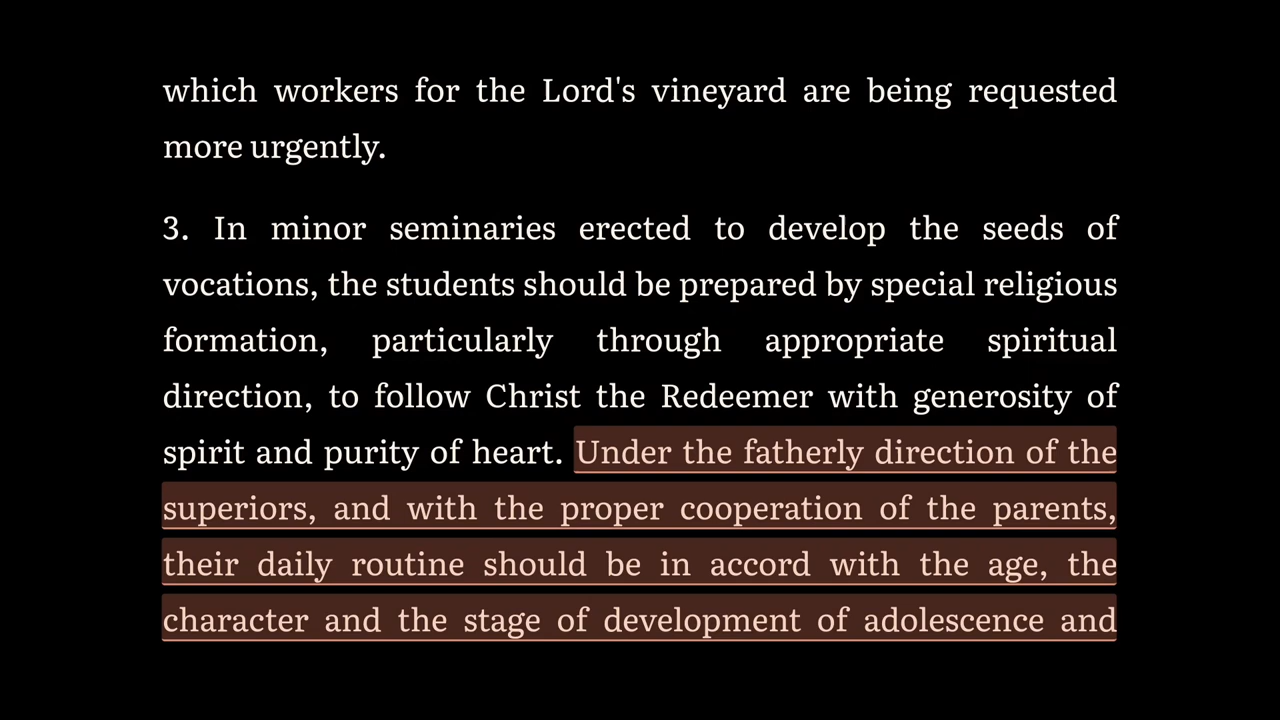 which workers for the Lord's vineyard are being requested
more urgently.
3. In minor seminaries erected to develop the seeds of
vocations, the students should be prepared by special religious
formation, particularly through appropriate spiritual
direction, to follow Christ the Redeemer with generosity of
spirit and purity of heart. Under the fatherly direction of the
superiors, and with the proper cooperation of the parents,
their daily routine should be in accord with the age, the
character and the stage of development of adolescence and